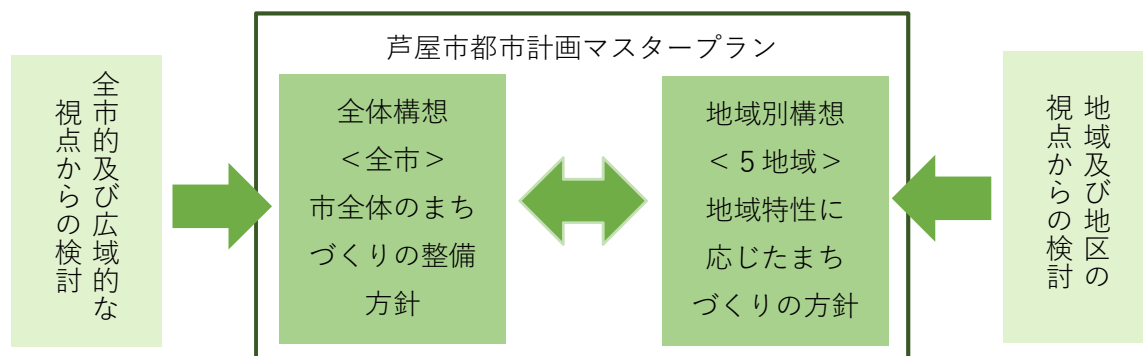 芦屋市都市計画マスタープラン
全市的及び広域的な
視点からの検討
全体構想
＜全市＞
市全体のまち
づくりの整備
方針
地域別構想
＜５地域＞
地域特性に
応じたまち
づくりの方針
地域及び地区の
視点からの検討